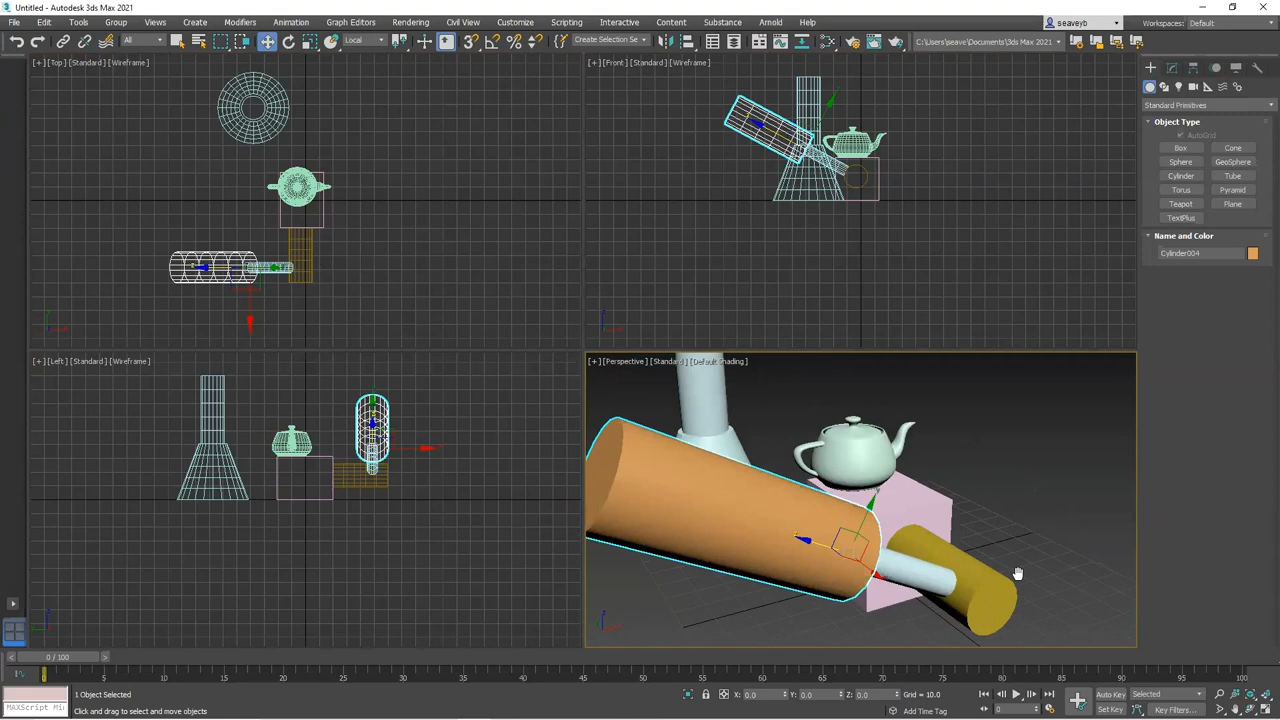 Untitled - Autodesk 3ds Max 2021
File Edit Tools Group Views Create Modifiers Animation Graph Editors Rendering Civil View Customize Scripting Interactive Content Substance Arnold Help
seaveyb
Workspaces: Default
All
Local
Create Selection Se
C:\Users\seave\Documents\3ds Max 2021
[+] [Top] [Standard] [Wireframe]
[+] [Front] [Standard] [Wireframe]
Standard Primitives
Object Type
AutoGrid
Box Cone
Sphere GeoSphere
Cylinder Tube
Torus Pyramid
Teapot Plane
TextPlus
Name and Color
Cylinder004
[+] [Left] [Standard] [Wireframe]
[+] [Perspective] [Standard] [Default Shading]
0 / 100
0 5 10 15 20 25 30 35 40 45 50 55 60 65 70 75 80 85 90 95 100
MAXScript Mi
1 Object Selected
Click and drag to select and move objects
X: 0.0 Y: 0.0 Z: 0.0 Grid = 10.0
Add Time Tag
0
Auto Key Selected
Set Key Key Filters...